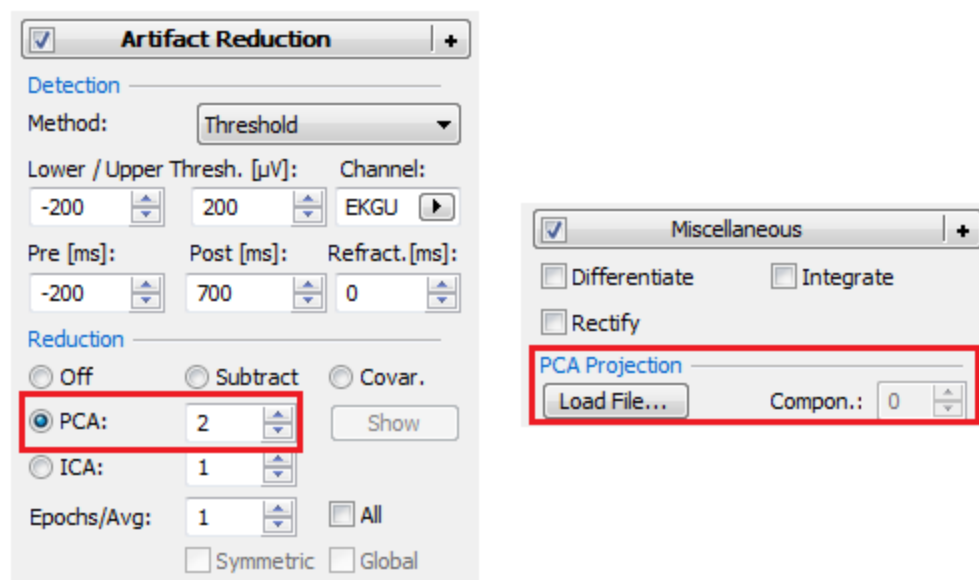 Artifact Reduction +
Detection
Method: Threshold
Lower / Upper Thresh. [µV]: Channel:
-200 200 EKGU
Pre [ms]: Post [ms]: Refract.[ms]:
-200 700 0
Reduction
Off Subtract Covar.
PCA: 2 Show
ICA: 1
Epochs/Avg: 1 All
Symmetric Global
Miscellaneous +
Differentiate Integrate
Rectify
PCA Projection
Load File... Compon.: 0